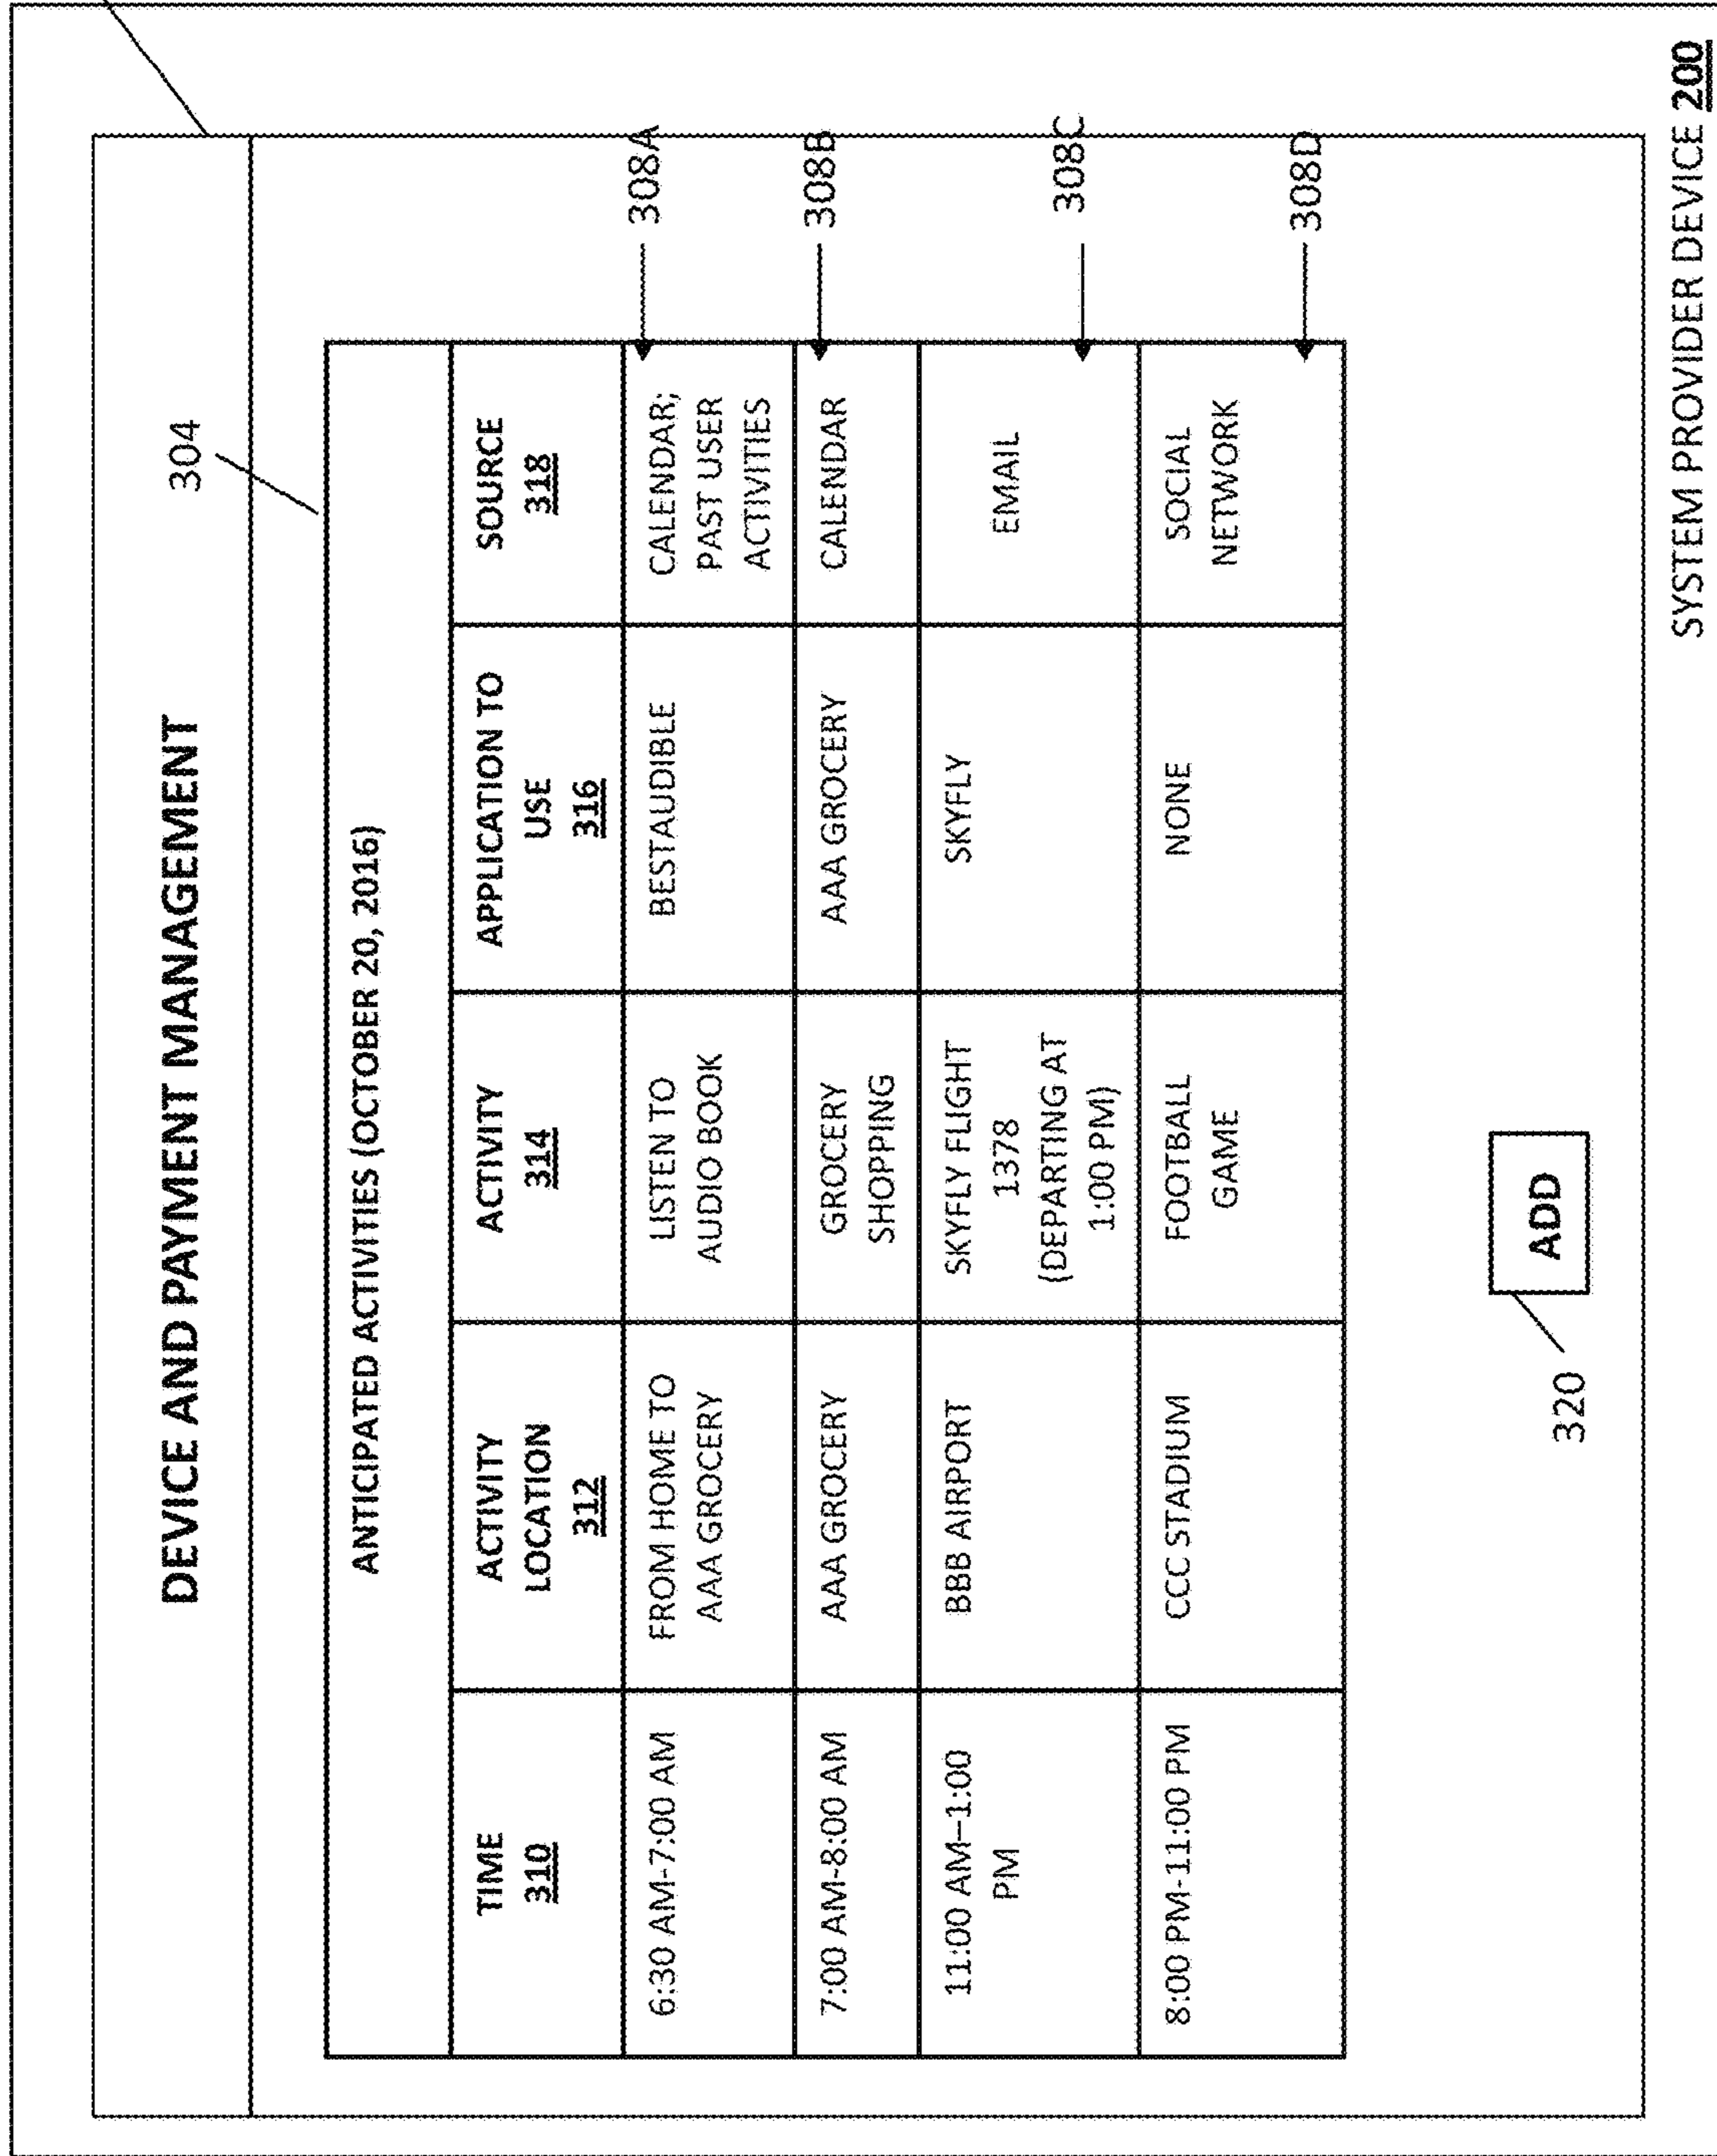 DEVICE AND PAYMENT MANAGEMENT
304
ANTICIPATED ACTIVITIES (OCTOBER 20, 2016)
TIME
310
ACTIVITY
LOCATION
312
ACTIVITY
314
APPLICATION TO
USE
316
SOURCE
318
6:30 AM-7:00 AM
FROM HOME TO
AAA GROCERY
LISTEN TO
AUDIO BOOK
BESTAUDIBLE
CALENDAR;
PAST USER
ACTIVITIES
308A
7:00 AM-8:00 AM
AAA GROCERY
GROCERY
SHOPPING
AAA GROCERY
CALENDAR
308B
11:00 AM–1:00
PM
BBB AIRPORT
SKYFLY FLIGHT
1378
(DEPARTING AT
1:00 PM)
SKYFLY
EMAIL
308C
8:00 PM-11:00 PM
CCC STADIUM
FOOTBALL
GAME
NONE
SOCIAL
NETWORK
308D
320
ADD
SYSTEM PROVIDER DEVICE 200